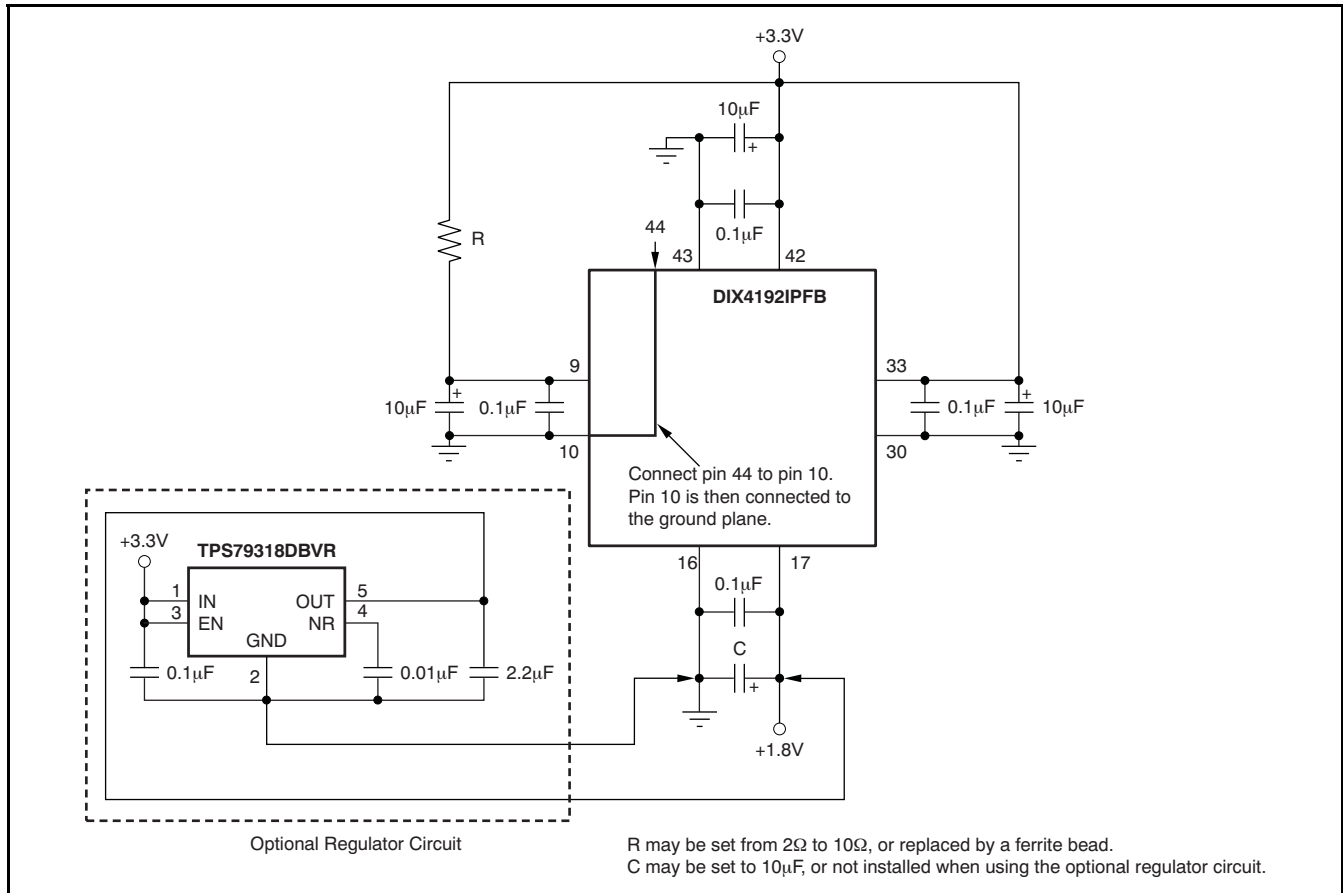 +3.3V
10µF
+
0.1µF
R
44
43
42
DIX4192IPFB
9
33
10µF
+
0.1µF
0.1µF
+
10µF
10
30
Connect pin 44 to pin 10.
Pin 10 is then connected to
the ground plane.
+3.3V
TPS79318DBVR
16
17
0.1µF
1
IN
OUT
5
3
EN
NR
4
GND
C
+
0.1µF
2
0.01µF
2.2µF
+1.8V
Optional Regulator Circuit
R may be set from 2Ω to 10Ω, or replaced by a ferrite bead.
C may be set to 10µF, or not installed when using the optional regulator circuit.